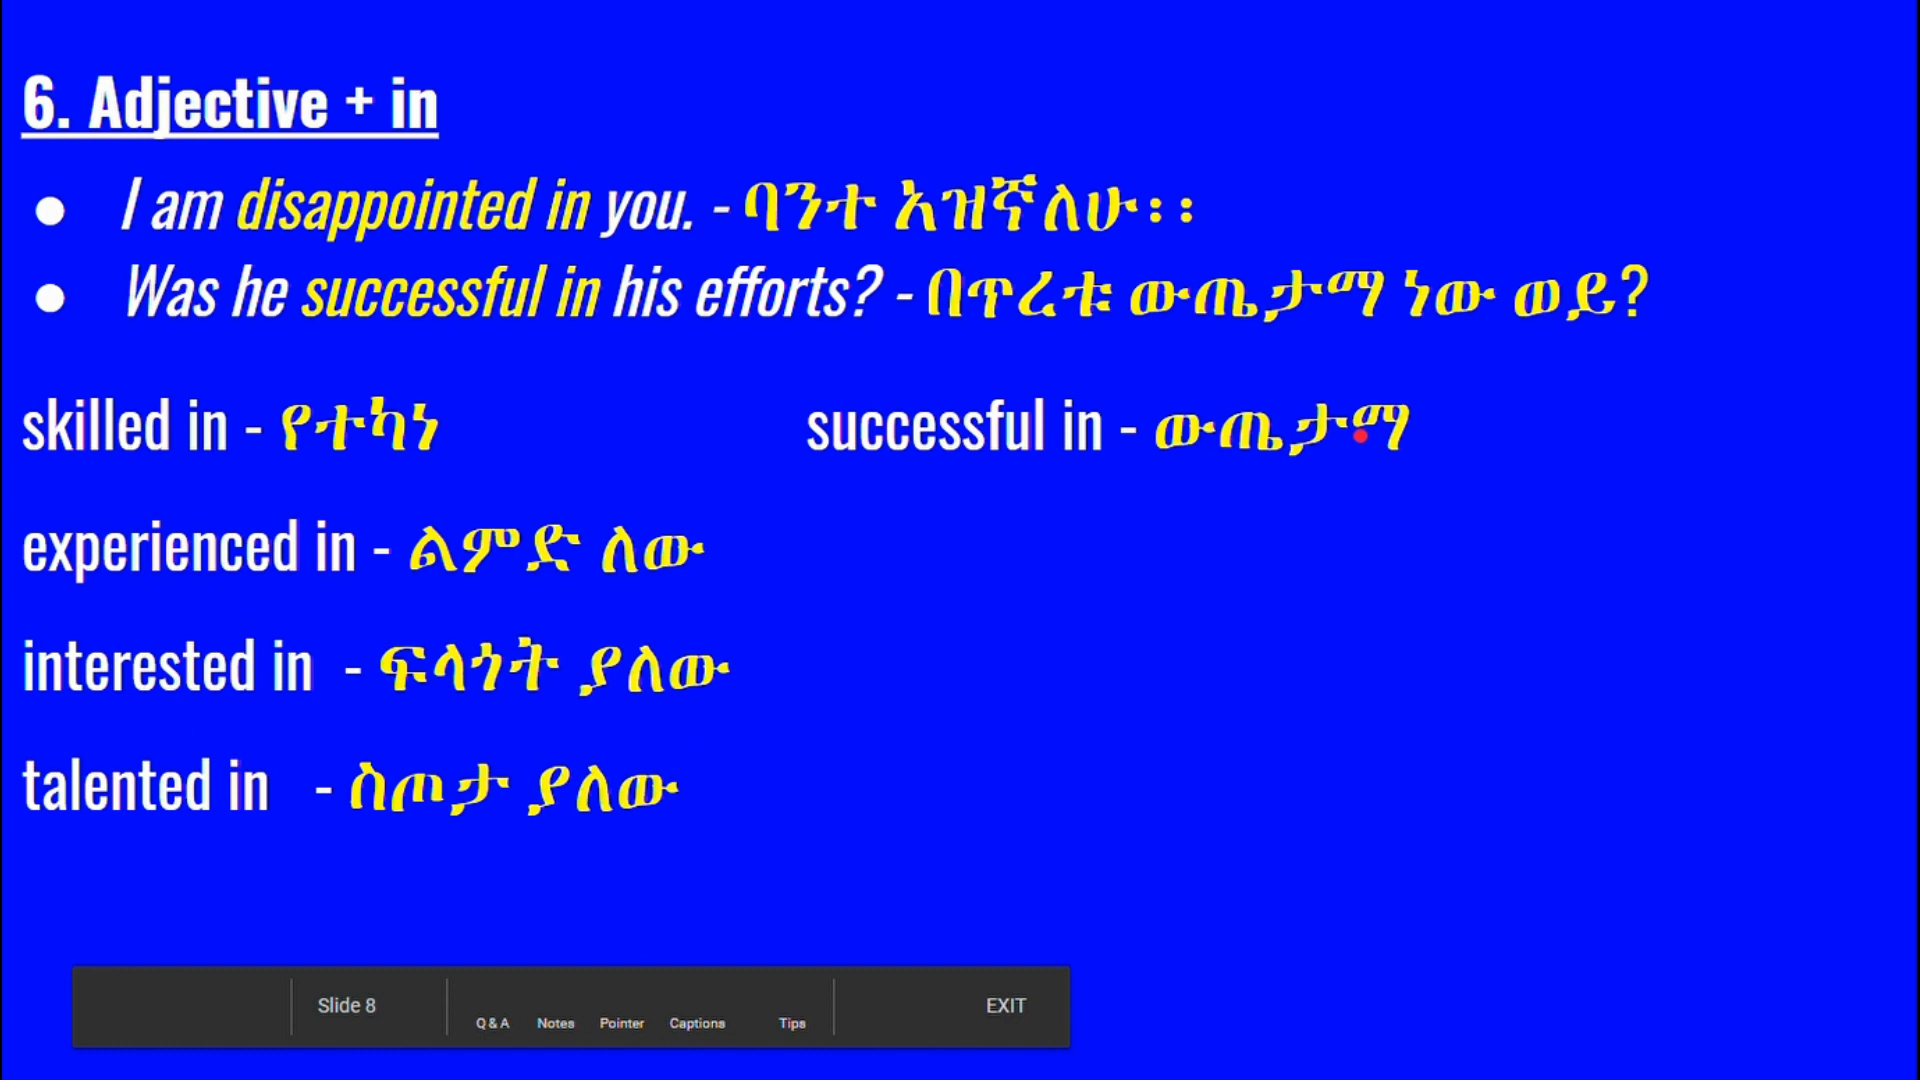 6. Adjective + in
● I am disappointed in you. - ባንተ አዝኛለሁ፡፡
● Was he successful in his efforts? - በጥረቱ ውጤታማ ነው ወይ?
skilled in - የተካነ successful in - ውጤታማ
experienced in - ልምድ ለው
interested in - ፍላጎት ያለው
talented in - ስጦታ ያለው
Slide 8 Q & A Notes Pointer Captions Tips EXIT